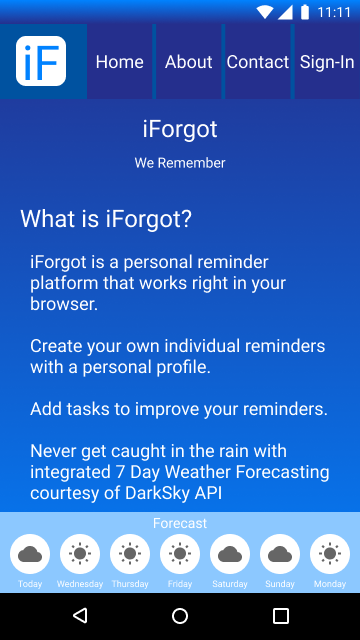 11:11
iF
Home
About
Contact
Sign-In
iForgot
We Remember
What is iForgot?
iForgot is a personal reminder
platform that works right in your
browser.
Create your own individual reminders
with a personal profile.
Add tasks to improve your reminders.
Never get caught in the rain with
integrated 7 Day Weather Forecasting
courtesy of DarkSky API
Forecast
Today
Wednesday
Thursday
Friday
Saturday
Sunday
Monday